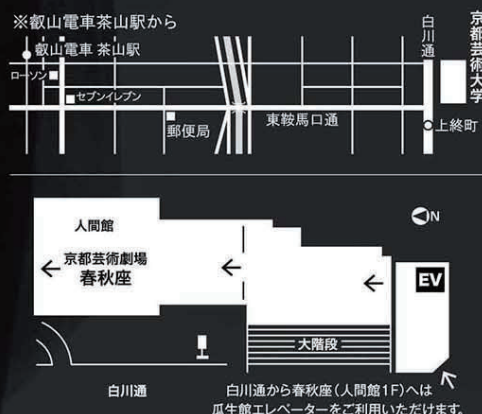 ※叡山電車茶山駅から
叡山電車 茶山駅
ローソン
セブンイレブン
郵便局
東鞍馬口通
白川通
京都芸術大学
上終町
人間館
京都芸術劇場
春秋座
N
EV
大階段
白川通
白川通から春秋座(人間館1F)へは
瓜生館エレベーターをご利用いただけます。